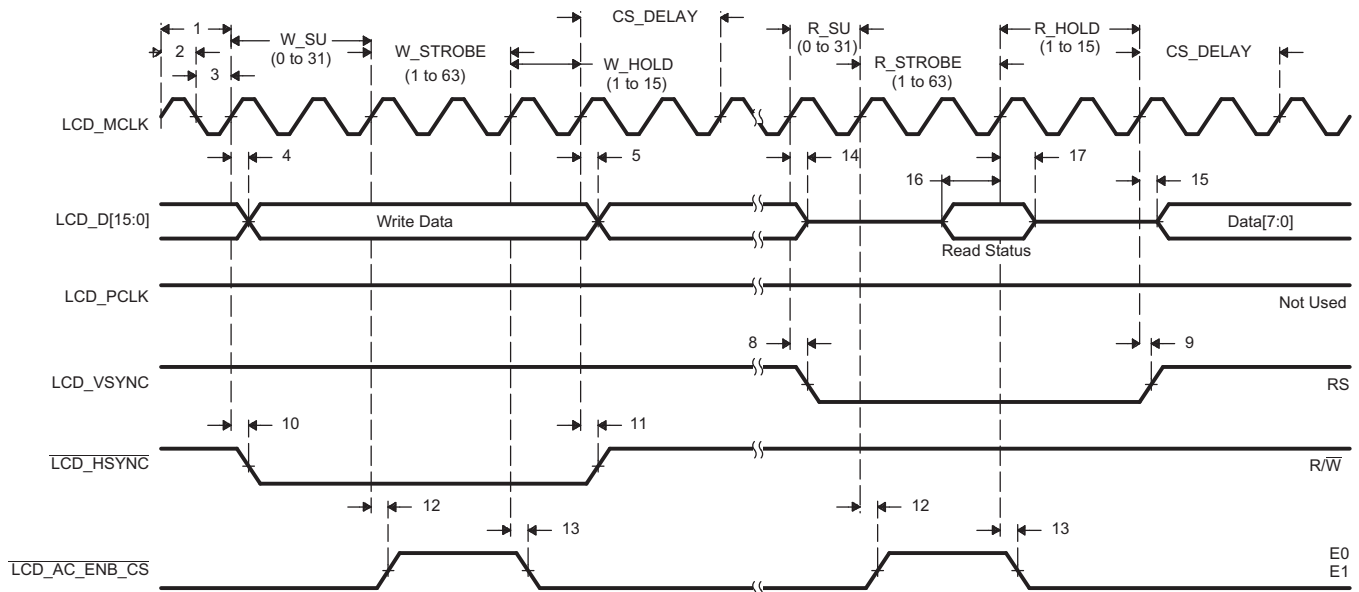 CS_DELAY
1
W_SU
(0 to 31)
R_SU
(0 to 31)
R_HOLD
(1 to 15)
2
W_STROBE
(1 to 63)
CS_DELAY
3
W_HOLD
(1 to 15)
R_STROBE
(1 to 63)
LCD_MCLK
4
5
14
17
16
15
LCD_D[15:0]
Write Data
Read Status
Data[7:0]
LCD_PCLK
Not Used
8
9
LCD_VSYNC
RS
10
11
LCD_HSYNC
R/W
12
13
12
13
LCD_AC_ENB_CS
E0
E1